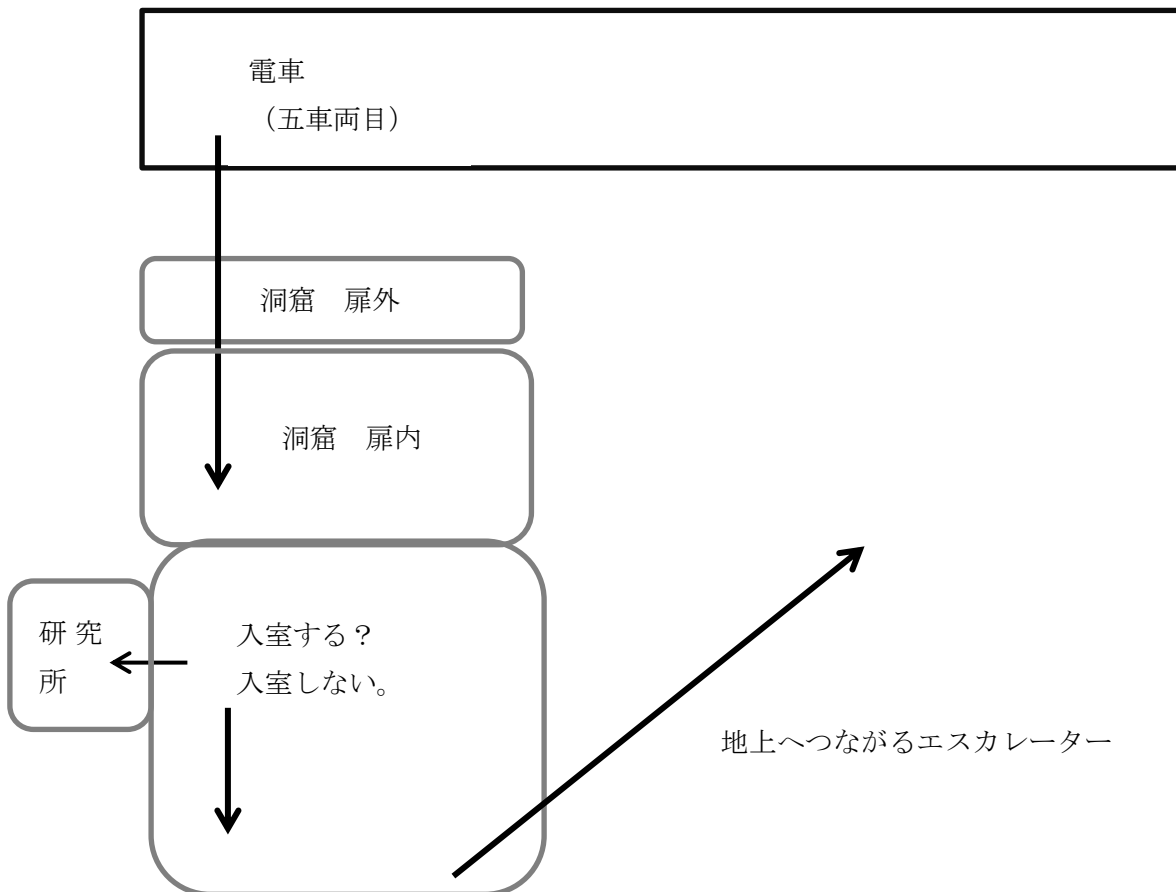 電車
（五車両目）
洞窟　扉外
洞窟　扉内
研 究
所
入室する？
入室しない。
地上へつながるエスカレーター